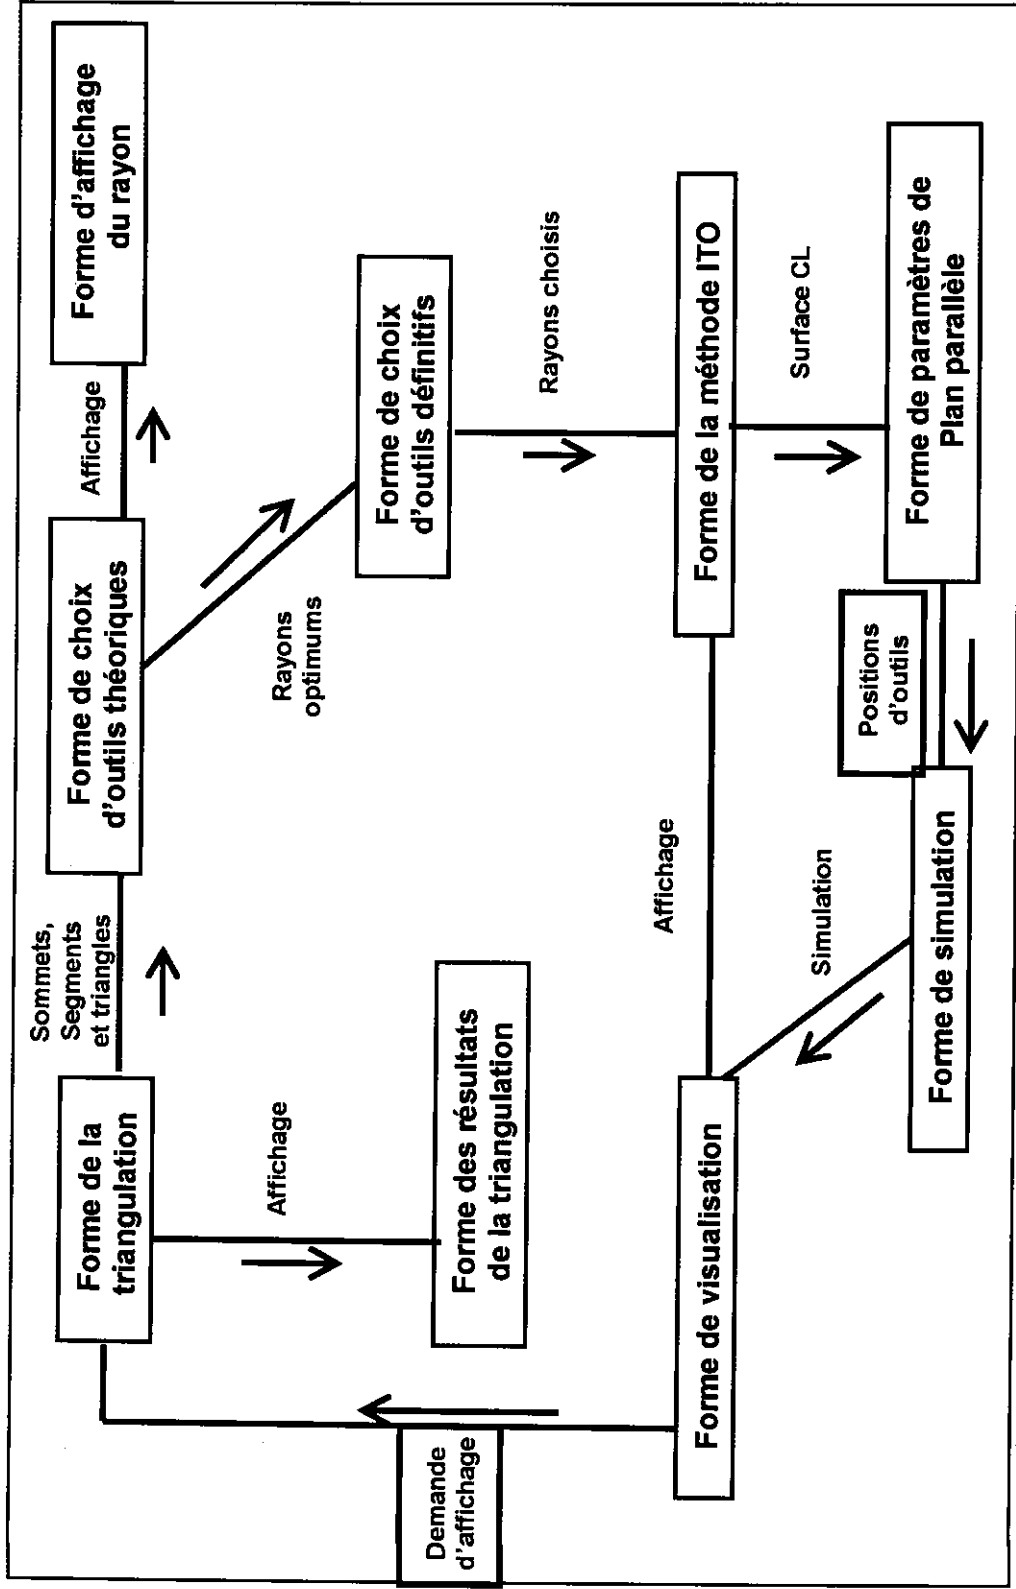 Forme de la
triangulation
Sommets,
Segments
et triangles
Forme de choix
d'outils théoriques
Affichage
Forme d'affichage
du rayon
Affichage
Rayons
optimums
Forme des résultats
de la triangulation
Forme de choix
d'outils définitifs
Demande
d'affichage
Rayons choisis
Forme de visualisation
Affichage
Forme de la méthode ITO
Simulation
Surface CL
Positions
d'outils
Forme de simulation
Forme de paramètres de
Plan parallèle